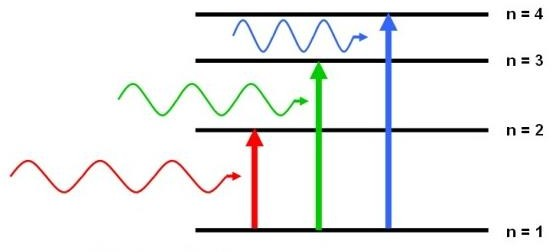 n = 4
n = 3
n = 2
n = 1